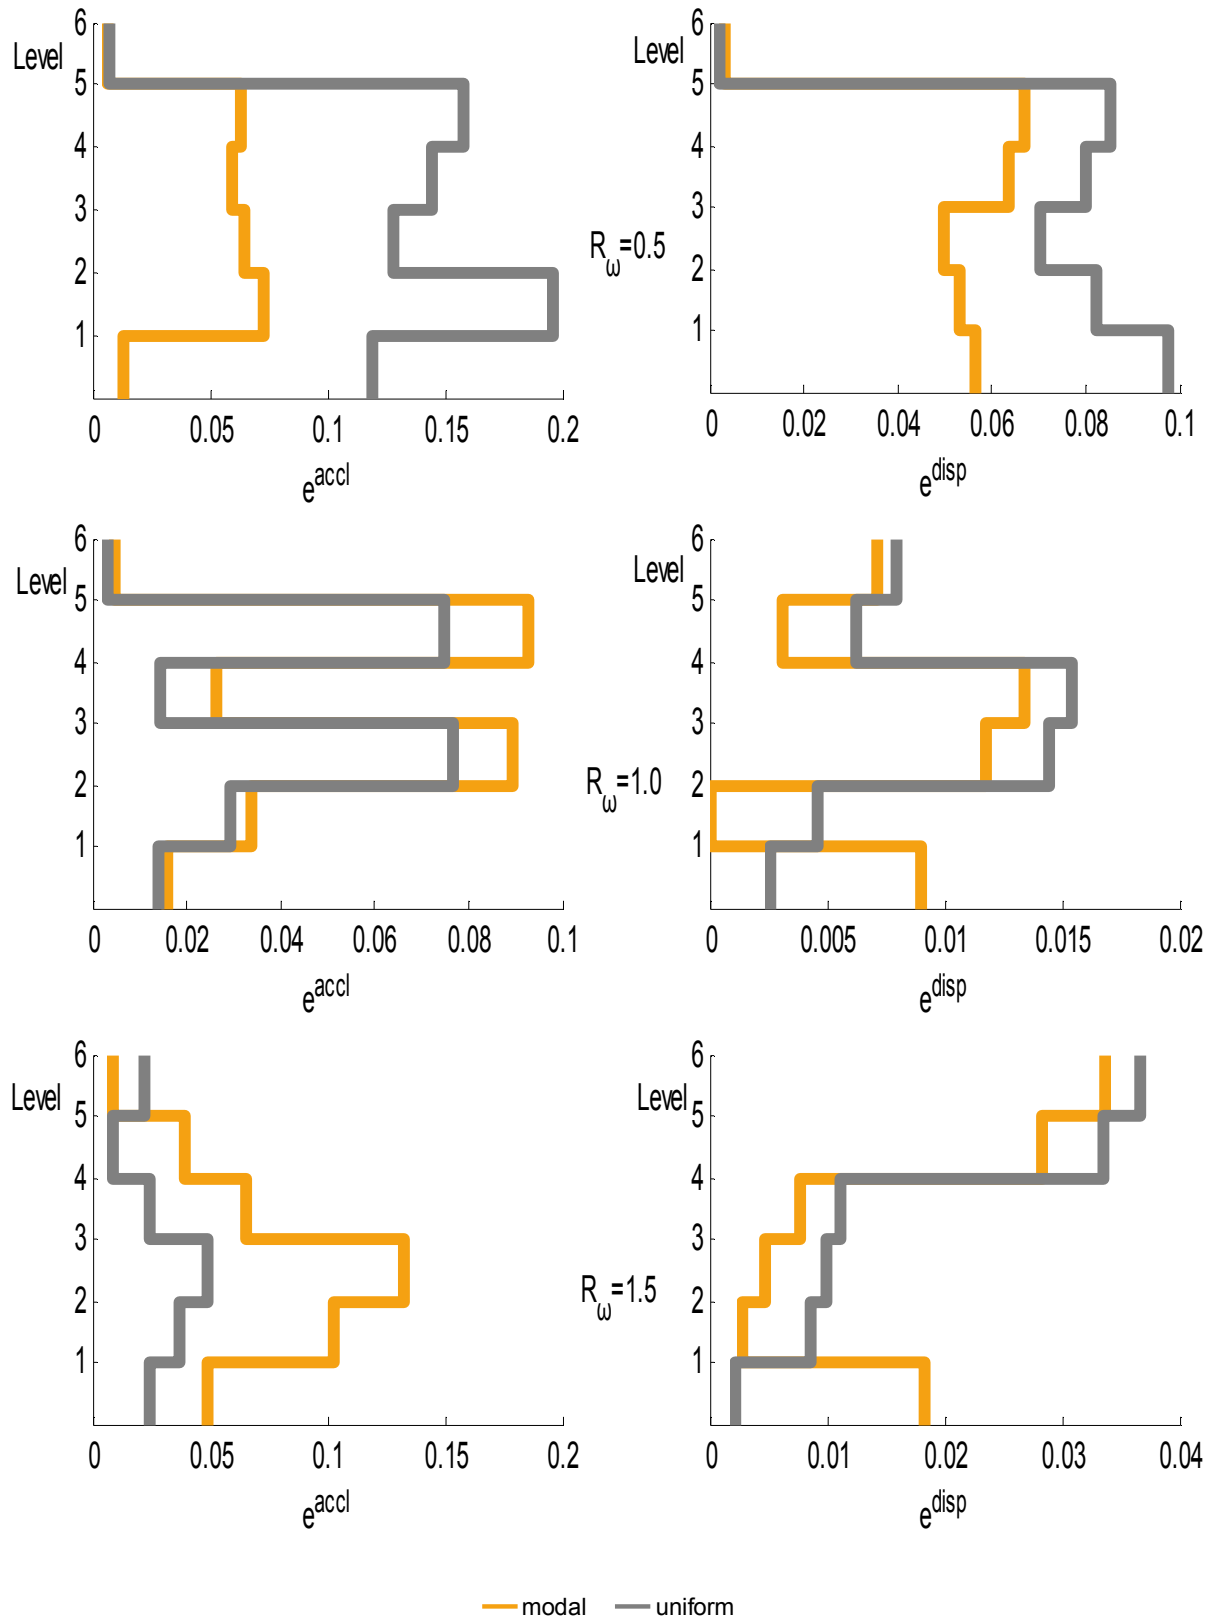 6
Level
5
4
3
2
1
0 0.05 0.1 0.15 0.2
e^accl
R_ω=0.5
6
Level
5
4
3
2
1
0 0.02 0.04 0.06 0.08 0.1
e^disp
6
Level
5
4
3
2
1
0 0.02 0.04 0.06 0.08 0.1
e^accl
R_ω=1.0
6
Level
5
4
3
2
1
0 0.005 0.01 0.015 0.02
e^disp
6
Level
5
4
3
2
1
0 0.05 0.1 0.15 0.2
e^accl
R_ω=1.5
6
Level
5
4
3
2
1
0 0.01 0.02 0.03 0.04
e^disp
modal uniform